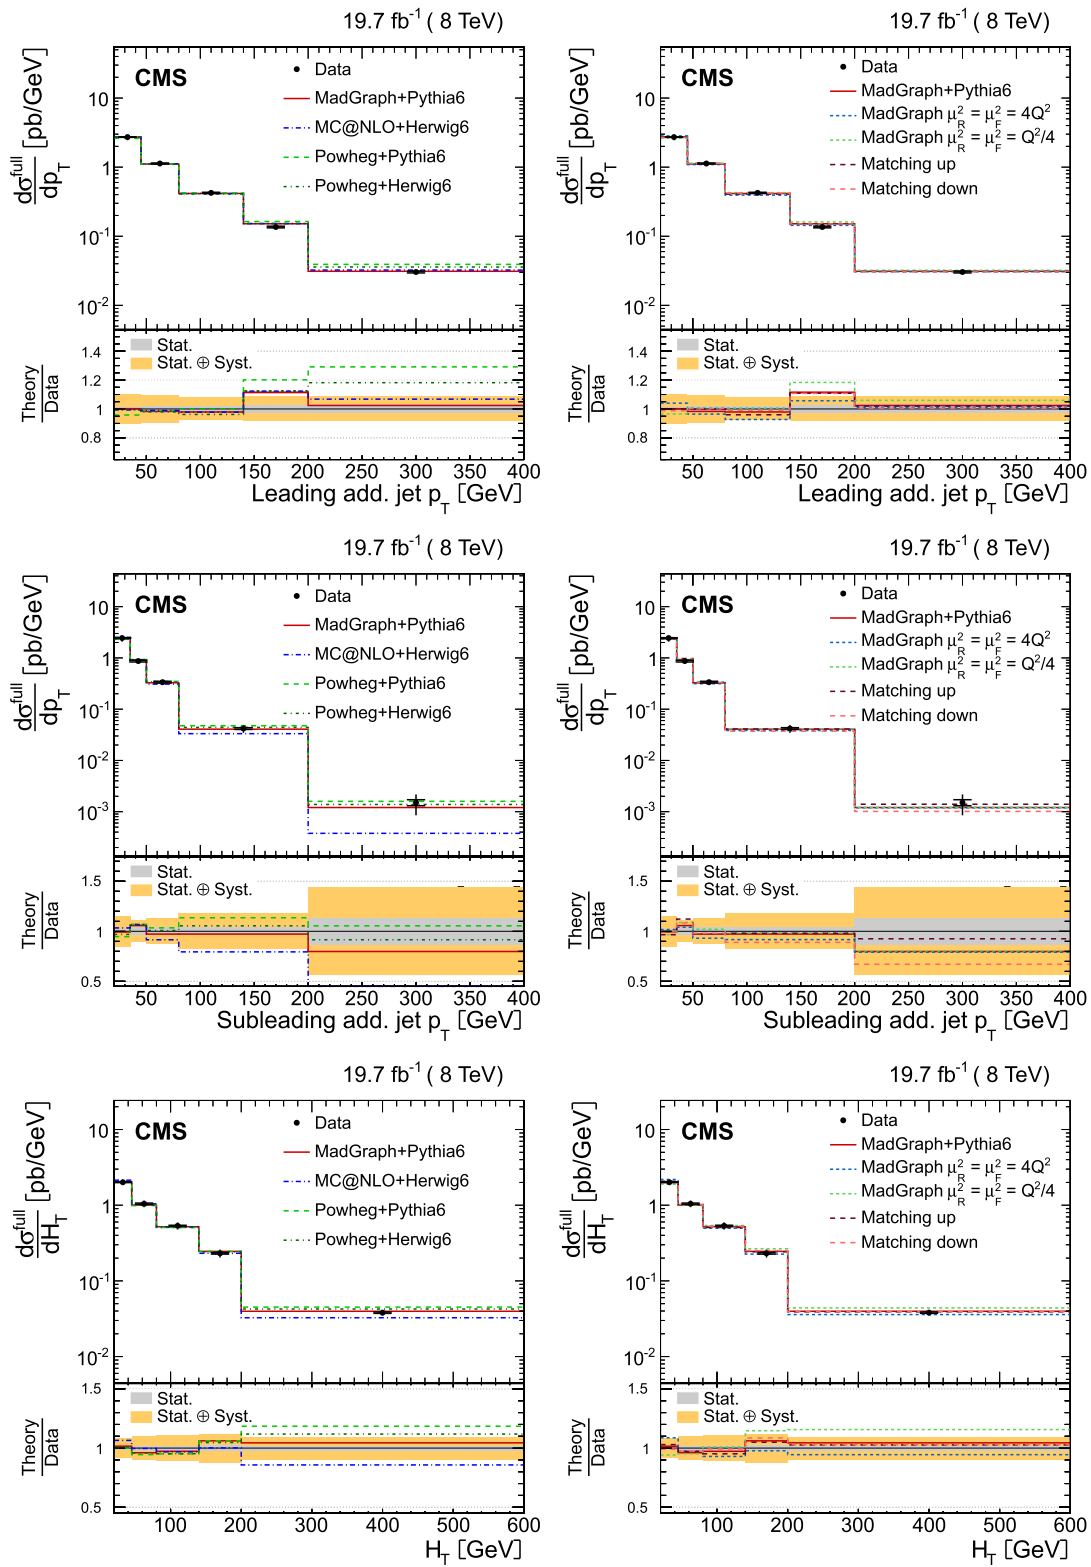 19.7 fb⁻¹ ( 8 TeV)
CMS
Data
MadGraph+Pythia6
MC@NLO+Herwig6
Powheg+Pythia6
Powheg+Herwig6
dσ^full/dp_T [pb/GeV]
10
1
10⁻¹
10⁻²
Stat.
Stat. ⊕ Syst.
Theory/Data
1.4
1.2
1
0.8
50 100 150 200 250 300 350 400
Leading add. jet p_T [GeV]
19.7 fb⁻¹ ( 8 TeV)
CMS
Data
MadGraph+Pythia6
MadGraph μ_R² = μ_F² = 4Q²
MadGraph μ_R² = μ_F² = Q²/4
Matching up
Matching down
dσ^full/dp_T [pb/GeV]
10
1
10⁻¹
10⁻²
Stat.
Stat. ⊕ Syst.
Theory/Data
1.4
1.2
1
0.8
50 100 150 200 250 300 350 400
Leading add. jet p_T [GeV]
19.7 fb⁻¹ ( 8 TeV)
CMS
Data
MadGraph+Pythia6
MC@NLO+Herwig6
Powheg+Pythia6
Powheg+Herwig6
dσ^full/dp_T [pb/GeV]
10
1
10⁻¹
10⁻²
10⁻³
Stat.
Stat. ⊕ Syst.
Theory/Data
1.5
1
0.5
50 100 150 200 250 300 350 400
Subleading add. jet p_T [GeV]
19.7 fb⁻¹ ( 8 TeV)
CMS
Data
MadGraph+Pythia6
MadGraph μ_R² = μ_F² = 4Q²
MadGraph μ_R² = μ_F² = Q²/4
Matching up
Matching down
dσ^full/dp_T [pb/GeV]
10
1
10⁻¹
10⁻²
10⁻³
Stat.
Stat. ⊕ Syst.
Theory/Data
1.5
1
0.5
50 100 150 200 250 300 350 400
Subleading add. jet p_T [GeV]
19.7 fb⁻¹ ( 8 TeV)
CMS
Data
MadGraph+Pythia6
MC@NLO+Herwig6
Powheg+Pythia6
Powheg+Herwig6
dσ^full/dH_T [pb/GeV]
10
1
10⁻¹
10⁻²
Stat.
Stat. ⊕ Syst.
Theory/Data
1.5
1
0.5
100 200 300 400 500 600
H_T [GeV]
19.7 fb⁻¹ ( 8 TeV)
CMS
Data
MadGraph+Pythia6
MadGraph μ_R² = μ_F² = 4Q²
MadGraph μ_R² = μ_F² = Q²/4
Matching up
Matching down
dσ^full/dH_T [pb/GeV]
10
1
10⁻¹
10⁻²
Stat.
Stat. ⊕ Syst.
Theory/Data
1.5
1
0.5
100 200 300 400 500 600
H_T [GeV]